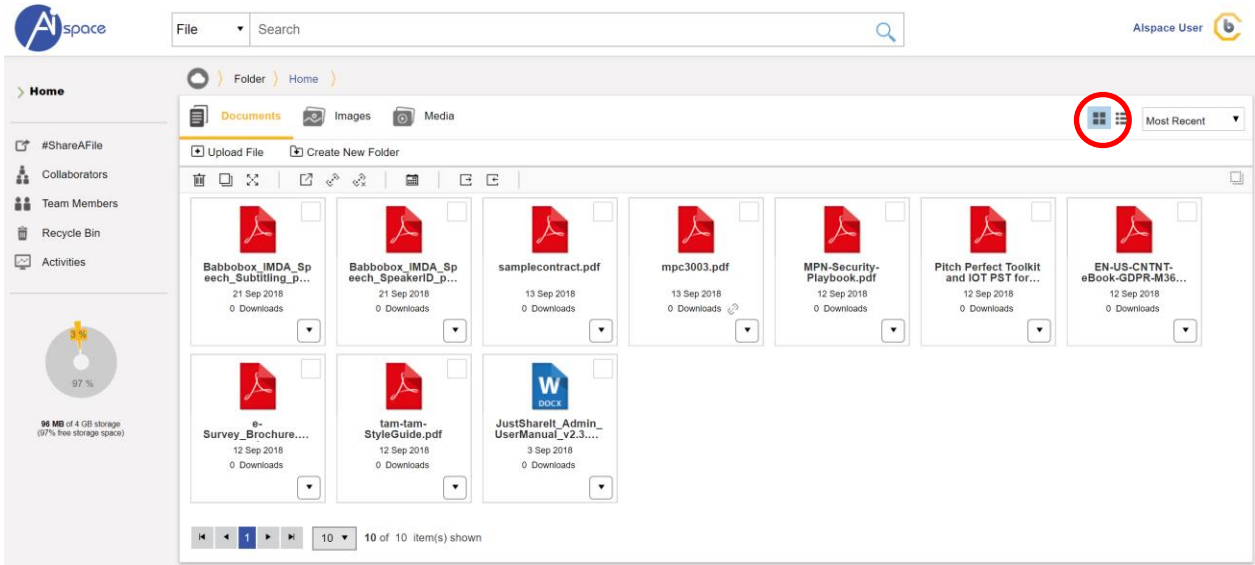 Aispace
File
Search
AIspace User
Home
Folder
Home
Documents
Images
Media
Most Recent
#ShareAFile
Collaborators
Team Members
Recycle Bin
Activities
Upload File
Create New Folder
Babbobox_IMDA_Sp
eech_Subtitling_p...
21 Sep 2018
0 Downloads
Babbobox_IMDA_Sp
eech_SpeakerID_p...
21 Sep 2018
0 Downloads
samplecontract.pdf
13 Sep 2018
0 Downloads
mpc3003.pdf
13 Sep 2018
0 Downloads
MPN-Security-
Playbook.pdf
12 Sep 2018
0 Downloads
Pitch Perfect Toolkit
and IOT PST for...
12 Sep 2018
0 Downloads
EN-US-CNTNT-
eBook-GDPR-M36...
12 Sep 2018
0 Downloads
3 %
97 %
96 MB of 4 GB storage
(97% free storage space)
e-
Survey_Brochure....
12 Sep 2018
0 Downloads
tam-tam-
StyleGuide.pdf
12 Sep 2018
0 Downloads
W
DOCX
JustShareIt_Admin_
UserManual_v2.3....
3 Sep 2018
0 Downloads
1
10
10 of 10 item(s) shown